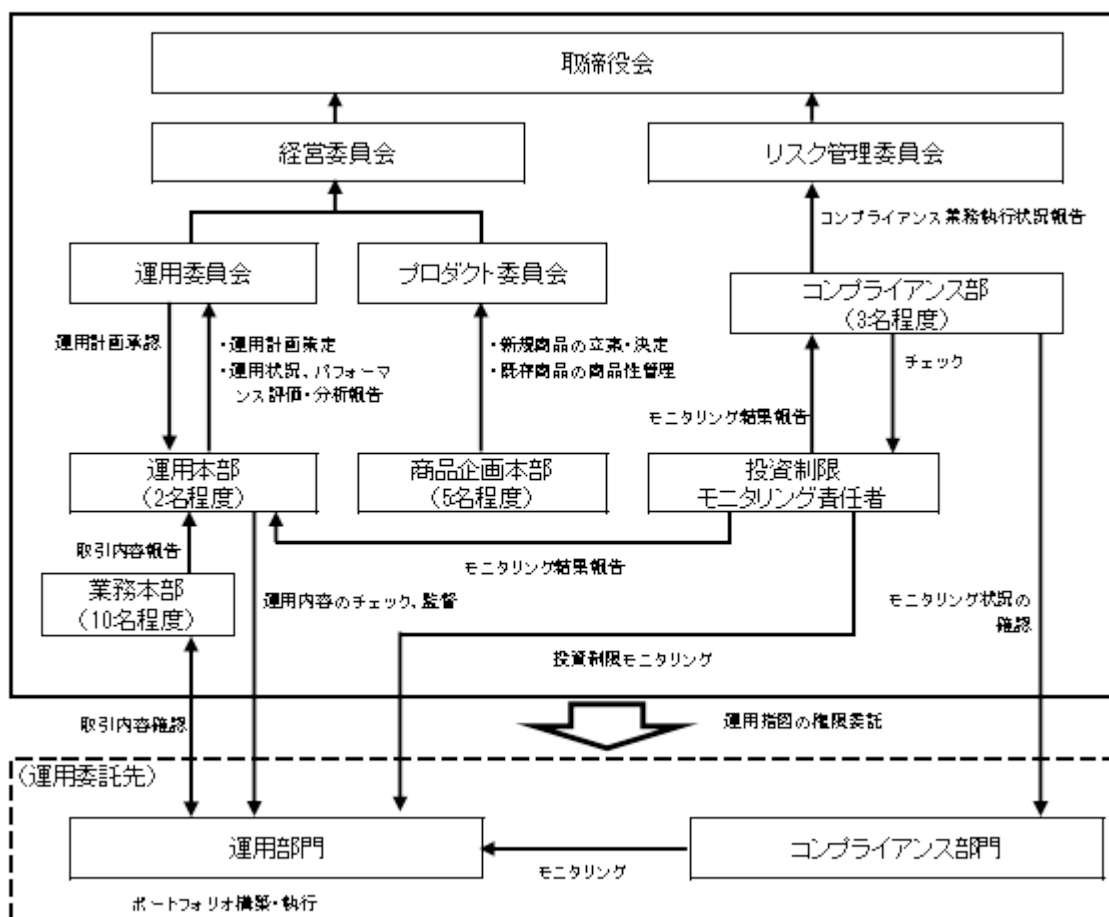 取締役会
経営委員会
リスク管理委員会
コンプライアンス業務執行状況報告
運用委員会
プロダクト委員会
コンプライアンス部
(3名程度)
運用計画承認
・運用計画策定
・運用状況、パフォーマ
ンス評価・分析報告
・新規商品の立案・決定
・既存商品の商品性管理
チェック
モニタリング結果報告
運用本部
(2名程度)
商品企画本部
(5名程度)
投資制限
モニタリング責任者
取引内容報告
モニタリング結果報告
業務本部
(10名程度)
運用内容のチェック、監督
モニタリング状況の
確認
投資制限モニタリング
取引内容確認
運用指図の権限委託
(運用委託先)
運用部門
コンプライアンス部門
モニタリング
ポートフォリオ構築・執行